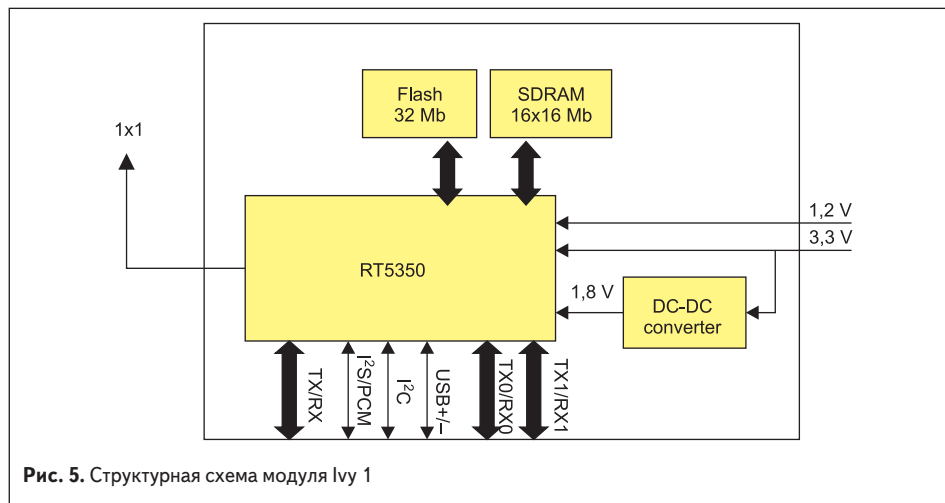 Flash
32 Mb
SDRAM
16x16 Mb
1x1
1,2 V
3,3 V
RT5350
1,8 V
DC-DC
converter
TX/RX
I²S/PCM
I²C
USB+/–
TX0/RX0
TX1/RX1
Рис. 5. Структурная схема модуля Ivy 1